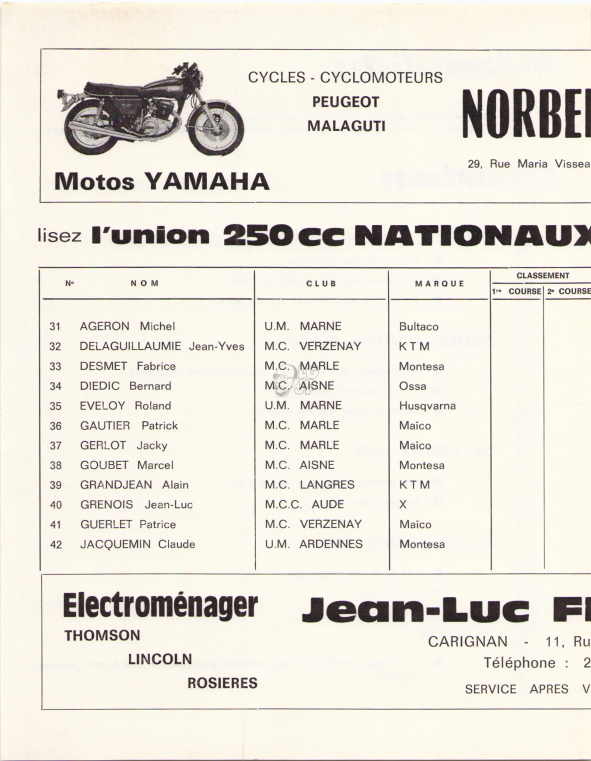 CYCLES - CYCLOMOTEURS
PEUGEOT
MALAGUTI
NORBE
29, Rue Maria Vissea
Motos YAMAHA
lisez l'union 250 cc NATIONAUX
N° NOM CLUB MARQUE CLASSEMENT
1re COURSE 2e COURSE
31 AGERON Michel U.M. MARNE Bultaco
32 DELAGUILLAUMIE Jean-Yves M.C. VERZENAY KTM
33 DESMET Fabrice M.C. MARLE Montesa
34 DIEDIC Bernard M.C. AISNE Ossa
35 EVELOY Roland U.M. MARNE Husqvarna
36 GAUTIER Patrick M.C. MARLE Maïco
37 GERLOT Jacky M.C. MARLE Maïco
38 GOUBET Marcel M.C. AISNE Montesa
39 GRANDJEAN Alain M.C. LANGRES KTM
40 GRENOIS Jean-Luc M.C.C. AUDE X
41 GUERLET Patrice M.C. VERZENAY Maïco
42 JACQUEMIN Claude U.M. ARDENNES Montesa
Electroménager Jean-Luc F
THOMSON
LINCOLN
ROSIERES
CARIGNAN - 11, Ru
Téléphone : 2
SERVICE APRES V